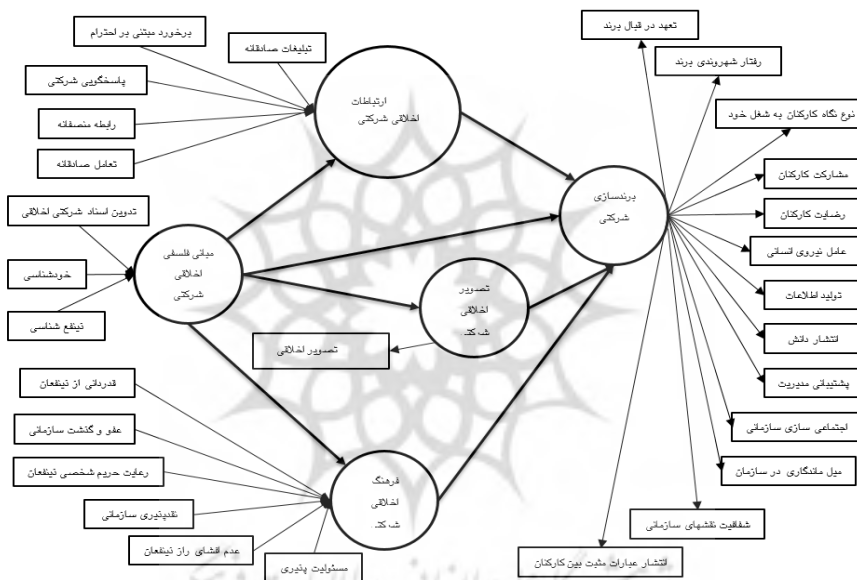 تعهد در قبال برند
برخورد مبتنی بر احترام
تبلیغات صادقانه
رفتار شهروندی برند
پاسخگویی شرکتی
ارتباطات
اخلاقی شرکتی
نوع نگاه کارکنان به شغل خود
رابطه منصفانه
تعامل صادقانه
مشارکت کارکنان
برندسازی
شرکتی
رضایت کارکنان
تدوین اسناد شرکتی اخلاقی
مبانی فلسفی
اخلاقی
شرکتی
عامل نیروی انسانی
خودشناسی
تصویر
اخلاقی
شرکتی
تولید اطلاعات
ذینفع شناسی
تصویر اخلاقی
انتشار دانش
قدردانی از ذینفعان
پشتیبانی مدیریت
عفو و گذشت سازمانی
اجتماعی سازی سازمانی
رعایت حریم شخصی ذینفعان
فرهنگ
اخلاقی
شرکتی
میل ماندگاری در سازمان
نقدپذیری سازمانی
شفافیت نقشهای سازمانی
عدم افشای راز ذینفعان
مسئولیت پذیری
انتشار عبارات مثبت بین کارکنان